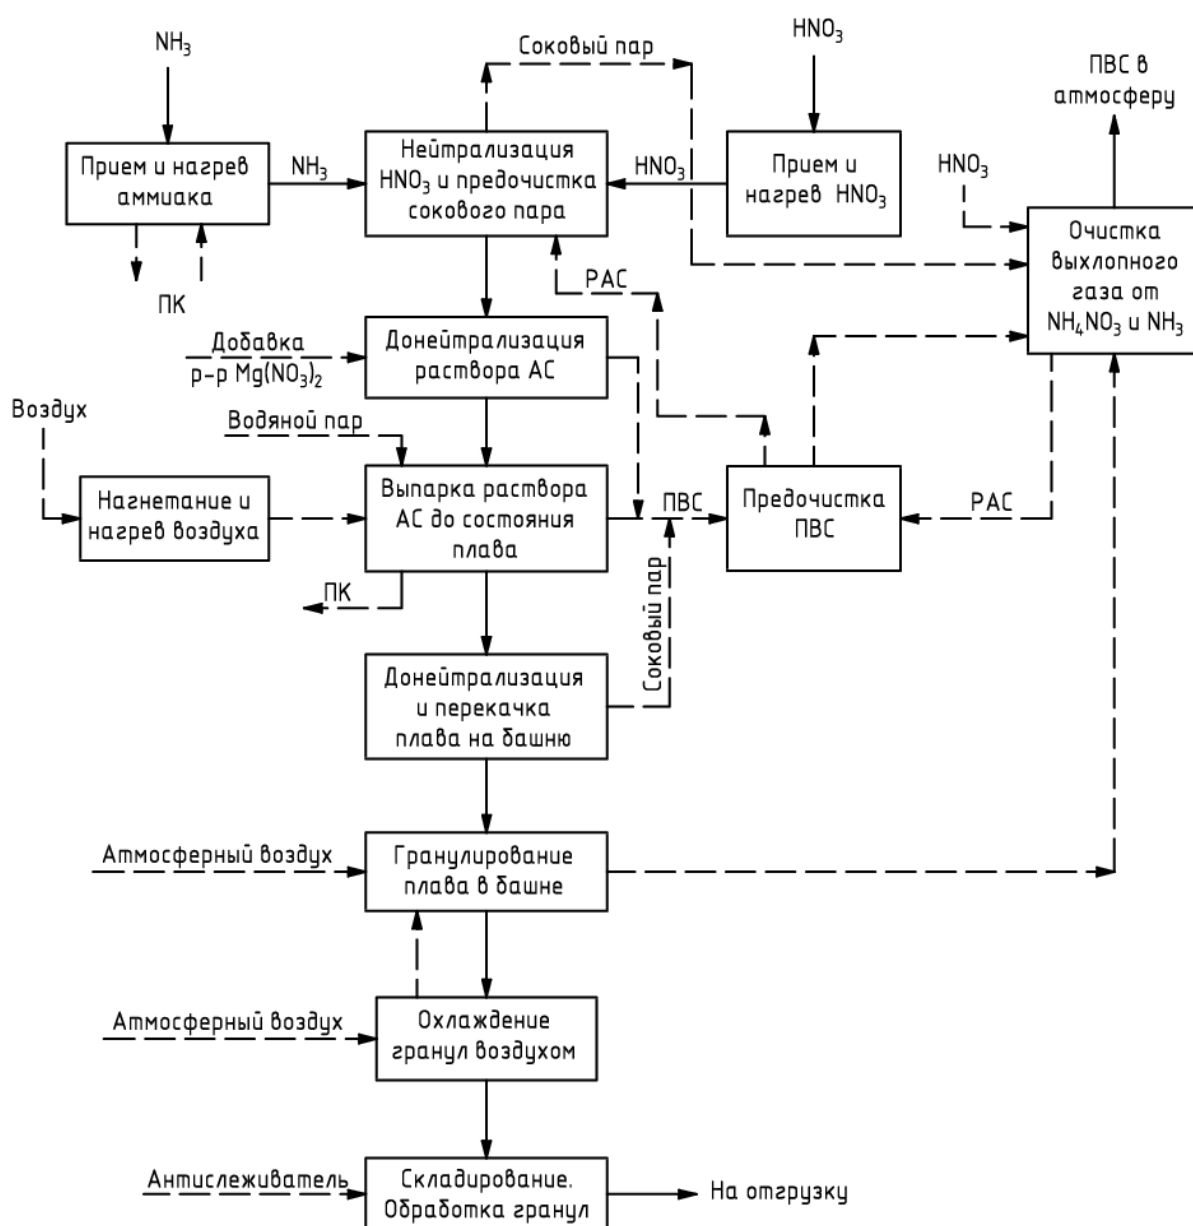 NH₃
Соковый пар
HNO₃
ПВС в
атмосферу
Прием и нагрев
аммиака
NH₃
Нейтрализация
HNO₃ и предочистка
сокового пара
HNO₃
Прием и
нагрев HNO₃
HNO₃
Очистка
выхлопного
газа от
NH₄NO₃ и NH₃
ПК
РАС
Добавка
р-р Mg(NO₃)₂
Донейтрализация
раствора АС
Воздух
Водяной пар
Нагнетание и
нагрев воздуха
Выпарка раствора
АС до состояния
плава
ПВС
Предочистка
ПВС
РАС
ПК
Соковый пар
Донейтрализация
и перекачка
плава на башню
Атмосферный воздух
Гранулирование
плава в башне
Атмосферный воздух
Охлаждение
гранул воздухом
Антислеживатель
Складирование.
Обработка гранул
На отгрузку